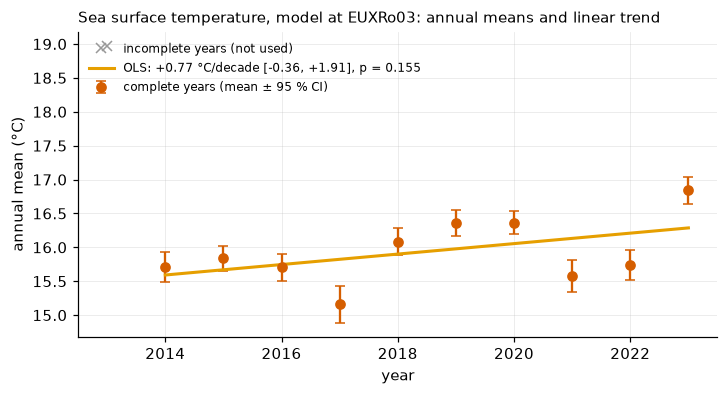 Sea surface temperature, model at EUXRo03: annual means and linear trend
incomplete years (not used)
OLS: +0.77 °C/decade [-0.36, +1.91], p = 0.155
complete years (mean ± 95 % CI)
annual mean (°C)
19.0
18.5
18.0
17.5
17.0
16.5
16.0
15.5
15.0
2014
2016
2018
2020
2022
year